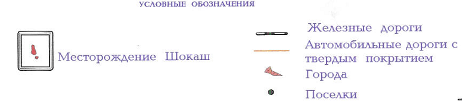 УСЛОВНЫЕ ОБОЗНАЧЕНИЯ
Месторождение Шокаш
Железные дороги
Автомобильные дороги с
твердым покрытием
Города
Поселки